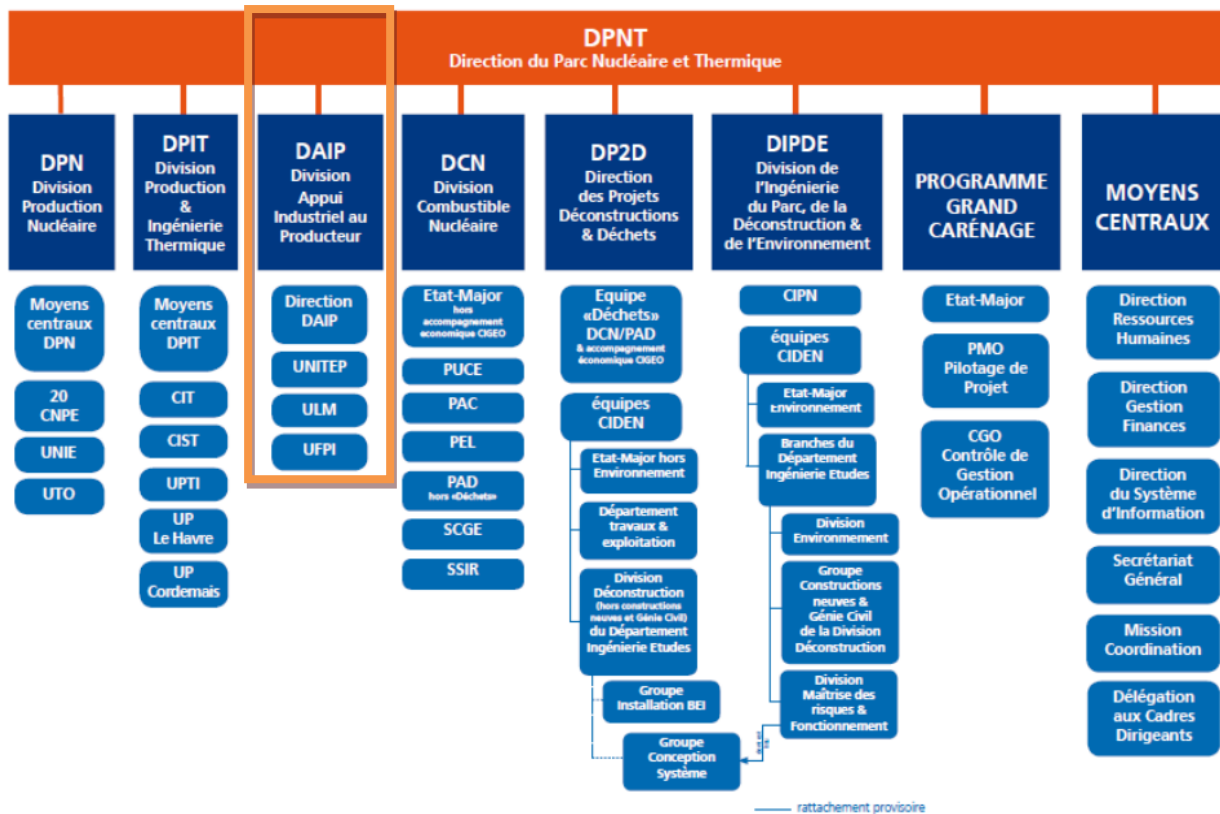 DPNT
Direction du Parc Nucléaire et Thermique
DPN
Division
Production
Nucléaire
Moyens
centraux
DPN
20
CNPE
UNIE
UTO
DPIT
Division
Production
&
Ingénierie
Thermique
Moyens
centraux
DPIT
CIT
CIST
UPTI
UP
Le Havre
UP
Cordemais
DAIP
Division
Appui
Industriel au
Producteur
Direction
DAIP
UNITEP
ULM
UFPI
DCN
Division
Combustible
Nucléaire
Etat-Major
hors
accompagnement
économique CIGEO
PUCE
PAC
PEL
PAD
hors «Déchets»
SCGE
SSIR
DP2D
Direction
des Projets
Déconstructions
& Déchets
Equipe
«Déchets»
DCN/PAD
& accompagnement
économique CIGEO
équipes
CIDEN
Etat-Major hors
Environnement
Département
travaux &
exploitation
Division
Déconstruction
(hors constructions
neuves et Génie Civil)
du Département
Ingénierie Etudes
Groupe
Installation BEI
Groupe
Conception
Système
DIPDE
Division de
l'Ingénierie
du Parc, de la
Déconstruction &
de l'Environnement
CIPN
équipes
CIDEN
Etat-Major
Environnement
Branches du
Département
Ingénierie Etudes
Division
Environnement
Groupe
Constructions
neuves &
Génie Civil
de la Division
Déconstruction
Division
Maîtrise des
risques &
Fonctionnement
PROGRAMME
GRAND
CARÉNAGE
Etat-Major
PMO
Pilotage de
Projet
CGO
Contrôle de
Gestion
Opérationnel
MOYENS
CENTRAUX
Direction
Ressources
Humaines
Direction
Gestion
Finances
Direction
du Système
d'Information
Secrétariat
Général
Mission
Coordination
Délégation
aux Cadres
Dirigeants
rattachement provisoire